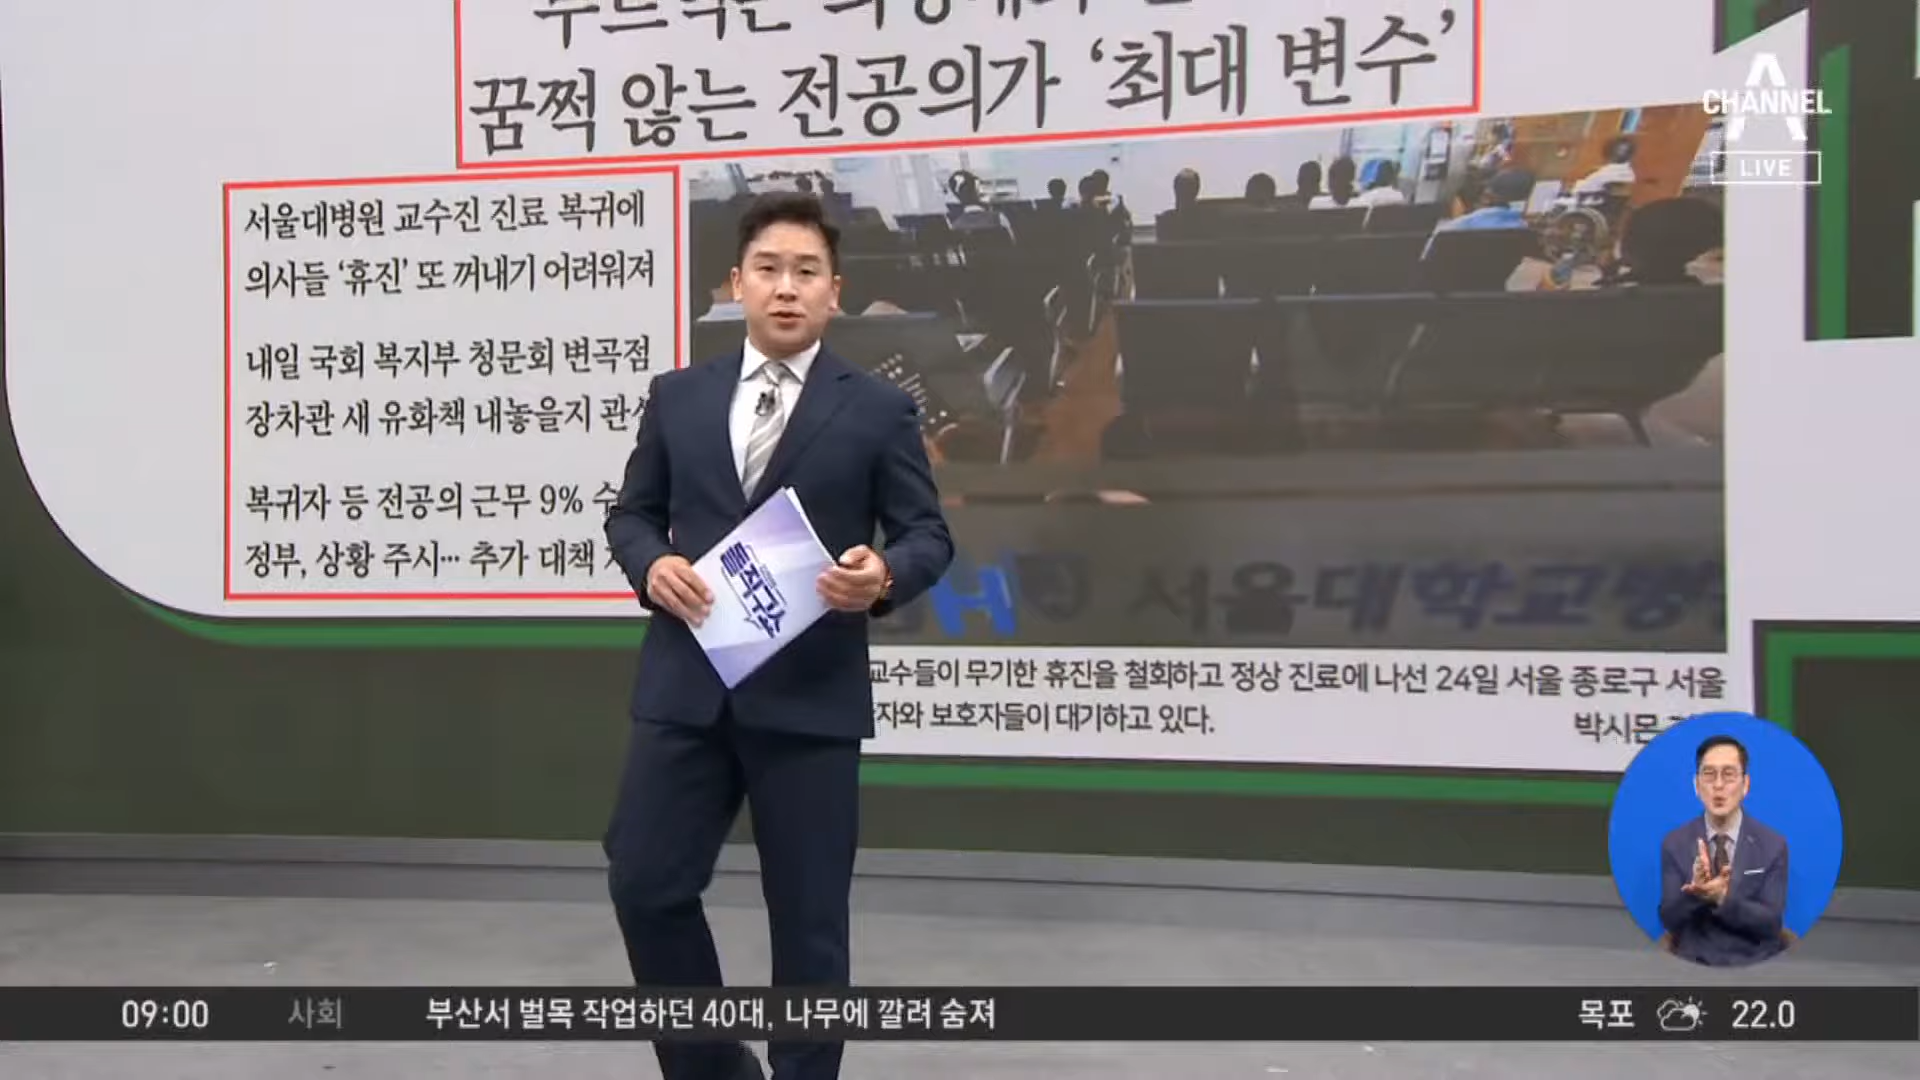 꿈쩍 않는 전공의가 ‘최대 변수’
CHANNEL A
LIVE
서울대병원 교수진 진료 복귀에
의사들 ‘휴진’ 또 꺼내기 어려워져
내일 국회 복지부 청문회 변곡점
장차관 새 유화책 내놓을지
복귀자 등 전공의 근무 9%
정부, 상황 주시… 추가 대책
돌직구쇼
서울대학교병
교수들이 무기한 휴진을 철회하고 정상 진료에 나선 24일 서울 종로구 서울
보호자들이 대기하고 있다.
박시몬
09:00 사회 부산서 벌목 작업하던 40대, 나무에 깔려 숨져 목포 22.0